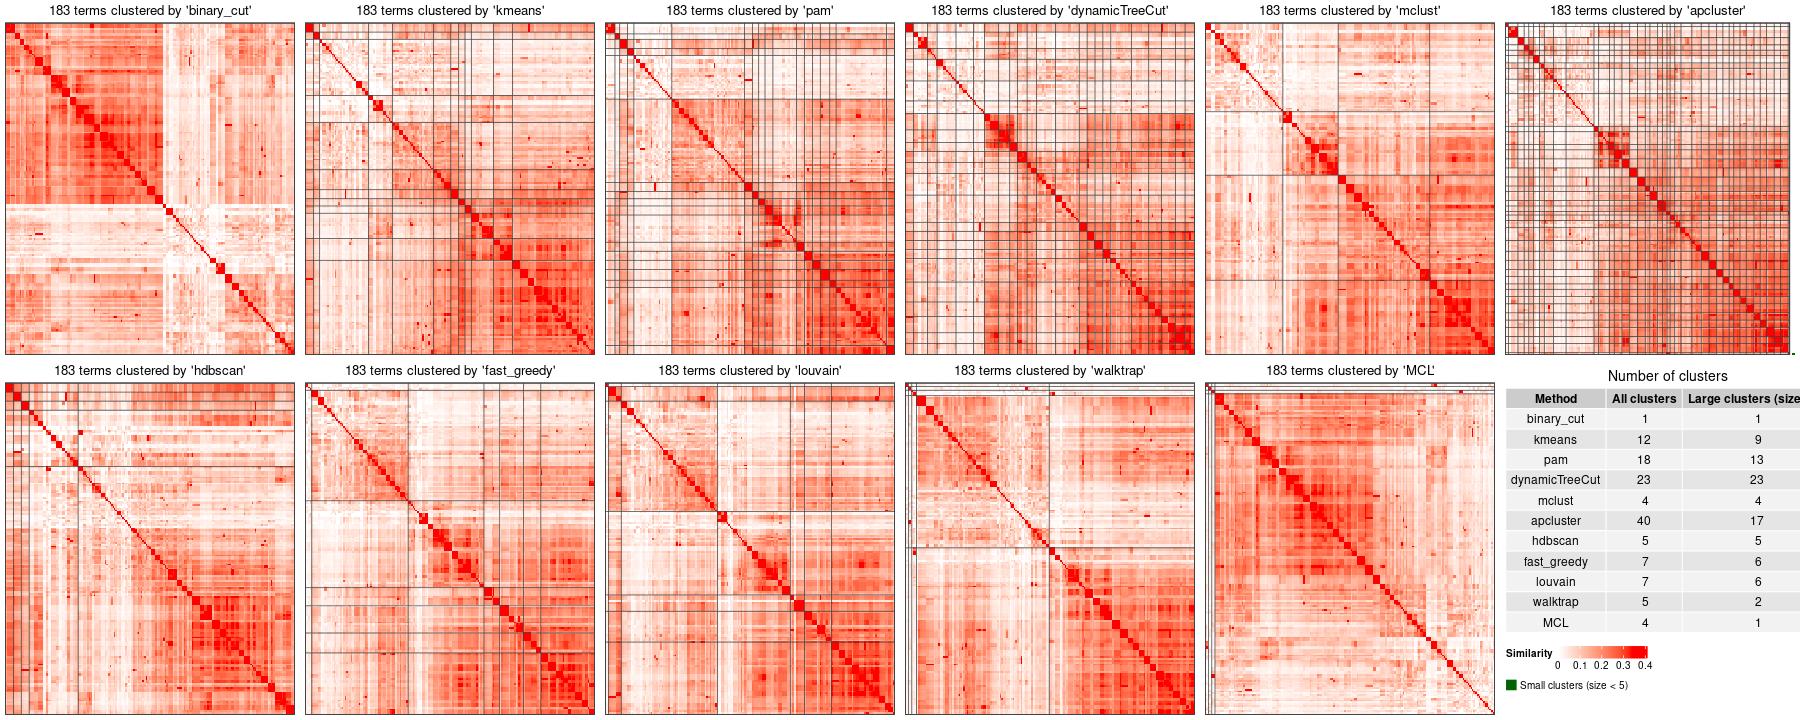 183 terms clustered by 'binary_cut'
183 terms clustered by 'kmeans'
183 terms clustered by 'pam'
183 terms clustered by 'dynamicTreeCut'
183 terms clustered by 'mclust'
183 terms clustered by 'apcluster'
183 terms clustered by 'hdbscan'
183 terms clustered by 'fast_greedy'
183 terms clustered by 'louvain'
183 terms clustered by 'walktrap'
183 terms clustered by 'MCL'
Number of clusters
Method All clusters Large clusters (size
binary_cut 1 1
kmeans 12 9
pam 18 13
dynamicTreeCut 23 23
mclust 4 4
apcluster 40 17
hdbscan 5 5
fast_greedy 7 6
louvain 7 6
walktrap 5 2
MCL 4 1
Similarity
0 0.1 0.2 0.3 0.4
Small clusters (size < 5)